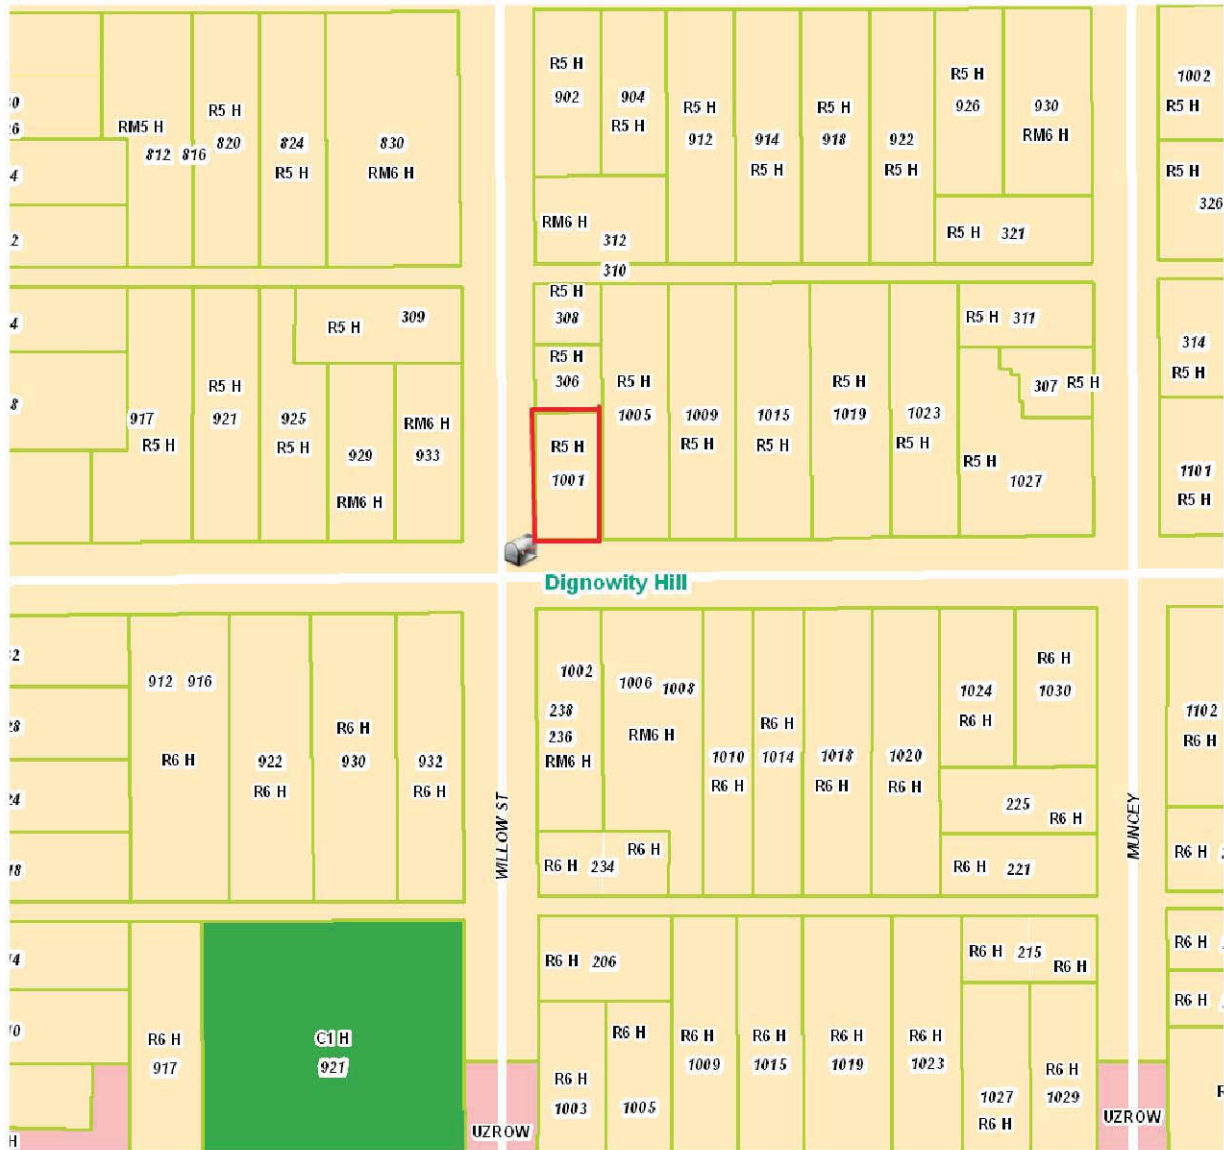 R5 H
902
904
R5 H
R5 H
912
914
R5 H
R5 H
918
922
R5 H
R5 H
926
930
RM6 H
1002
R5 H
RM5 H
812 816
R5 H
820
824
R5 H
830
RM6 H
R5 H
326
RM6 H
312
310
R5 H 321
R5 H
308
R5 H
306
R5 H
1001
309
R5 H
R5 H
921
917
R5 H
925
R5 H
929
RM6 H
RM6 H
933
R5 H
1005
1009
R5 H
1015
R5 H
R5 H
1019
1023
R5 H
R5 H 311
307 R5 H
R5 H
1027
314
R5 H
1101
R5 H
Dignowity Hill
912 916
R6 H
922
R6 H
R6 H
930
932
R6 H
WILLOW ST
1002
238
236
RM6 H
1006 1008
RM6 H
1010
R6 H
R6 H
1014
1018
R6 H
1020
R6 H
1024
R6 H
R6 H
1030
225
R6 H
R6 H 221
R6 H 234
R6 H
MUNCEY
1102
R6 H
R6 H
R6 H
917
C1 H
921
UZROW
R6 H 206
R6 H
1003
R6 H
1005
R6 H
1009
R6 H
1015
R6 H
1019
R6 H
1023
R6 H 215
R6 H
1027
R6 H
R6 H
1029
UZROW
R6 H
R6 H